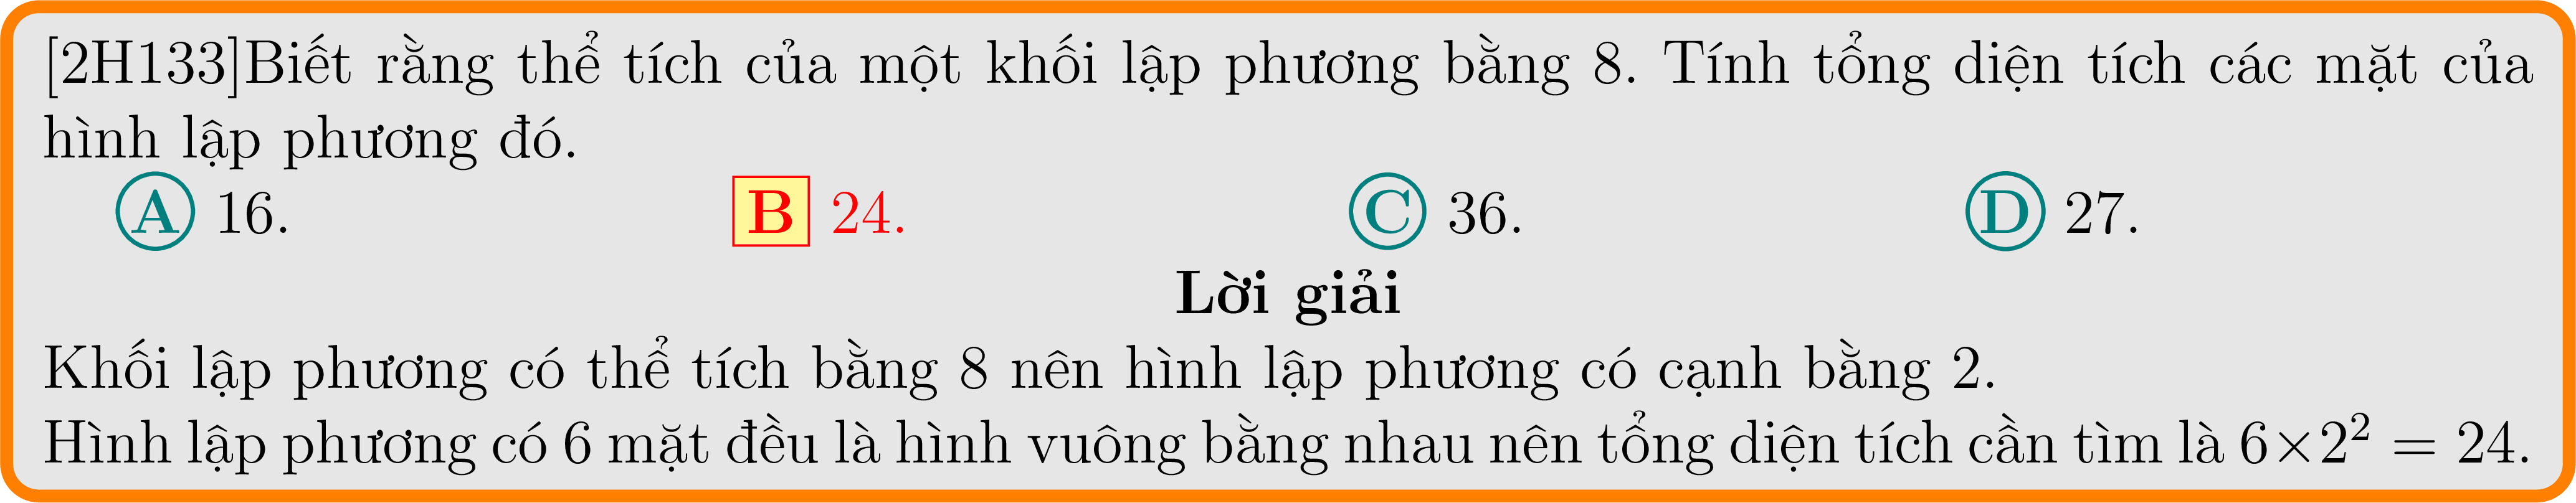 [2H133]Biết rằng thể tích của một khối lập phương bằng 8. Tính tổng diện tích các mặt của
hình lập phương đó.
A 16. B 24. C 36. D 27.
Lời giải
Khối lập phương có thể tích bằng 8 nên hình lập phương có cạnh bằng 2.
Hình lập phương có 6 mặt đều là hình vuông bằng nhau nên tổng diện tích cần tìm là 6×2² = 24.